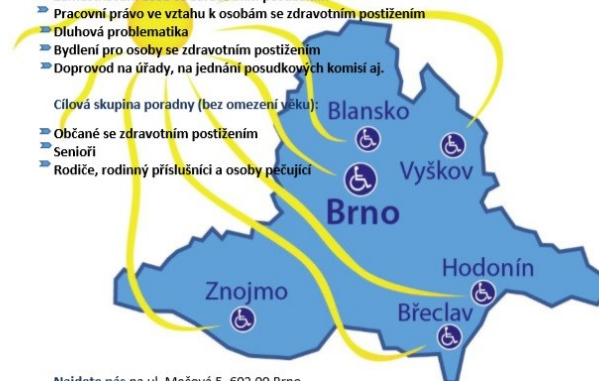 Pracovní právo ve vztahu k osobám se zdravotním postižením
Dluhová problematika
Bydlení pro osoby se zdravotním postižením
Doprovod na úřady, na jednání posudkových komisí aj.
Cílová skupina poradny (bez omezení věku):
Občané se zdravotním postižením
Senioři
Rodiče, rodinný příslušníci a osoby pečující
Blansko
Vyškov
Brno
Hodonín
Znojmo
Břeclav